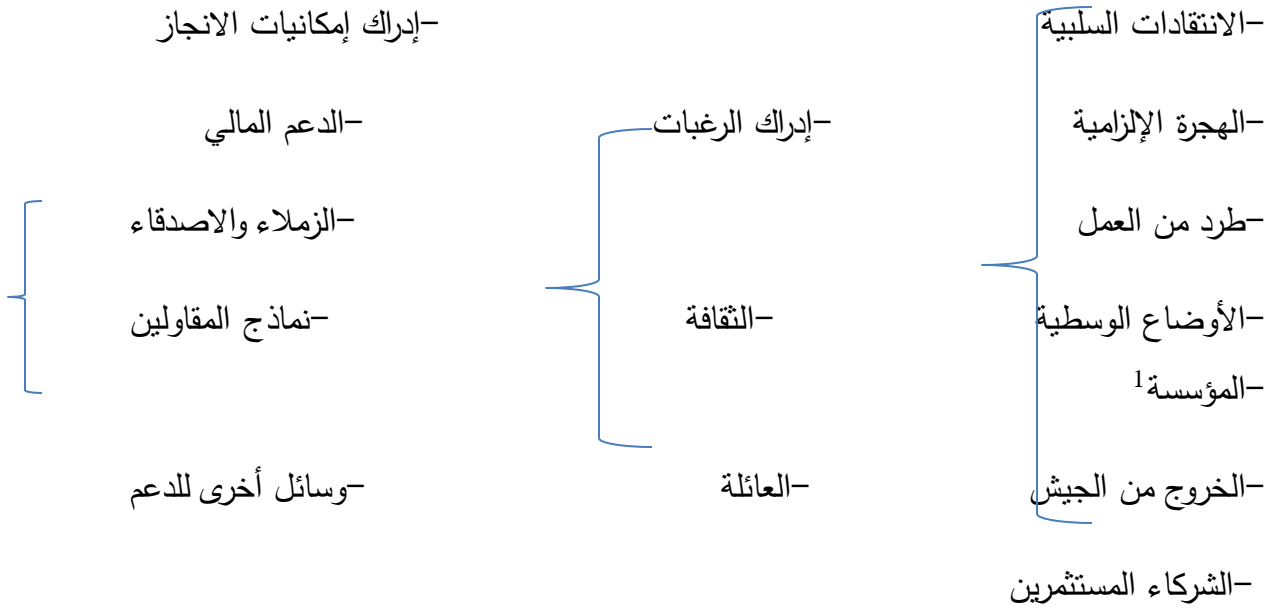 –الانتقادات السلبية
–إدراك إمكانيات الانجاز
–الهجرة الإلزامية
–إدراك الرغبات
–الدعم المالي
–طرد من العمل
–الزملاء والاصدقاء
–الأوضاع الوسطية
–الثقافة
–نماذج المقاولين
–المؤسسة1
–الخروج من الجيش
–العائلة
–وسائل أخرى للدعم
–الشركاء المستثمرين